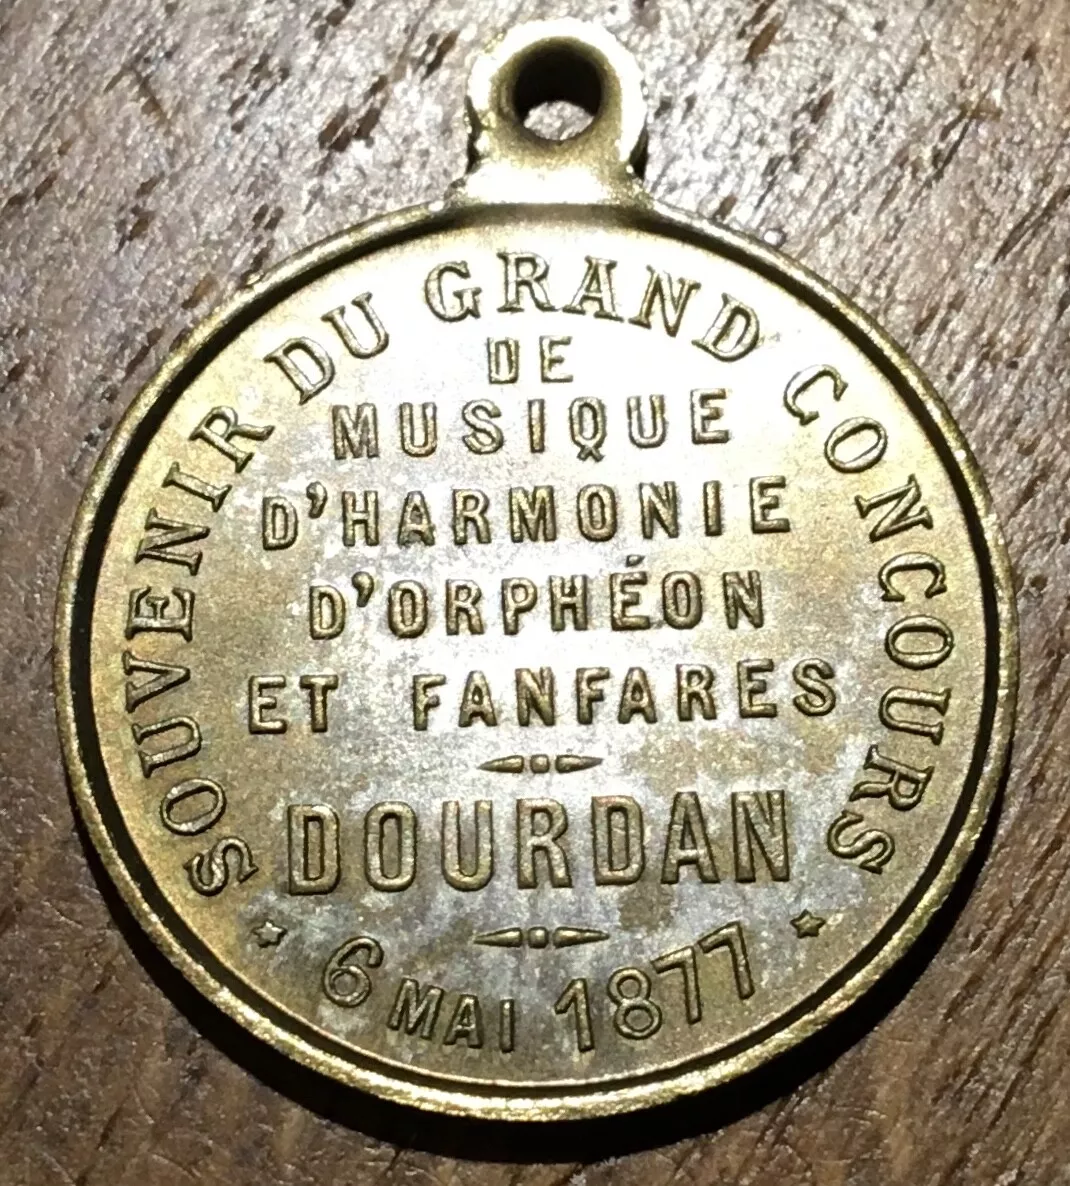 SOUVENIR DU GRAND CONCOURS
DE
MUSIQUE
D'HARMONIE
D'ORPHÉON
ET FANFARES
DOURDAN
6 MAI 1877